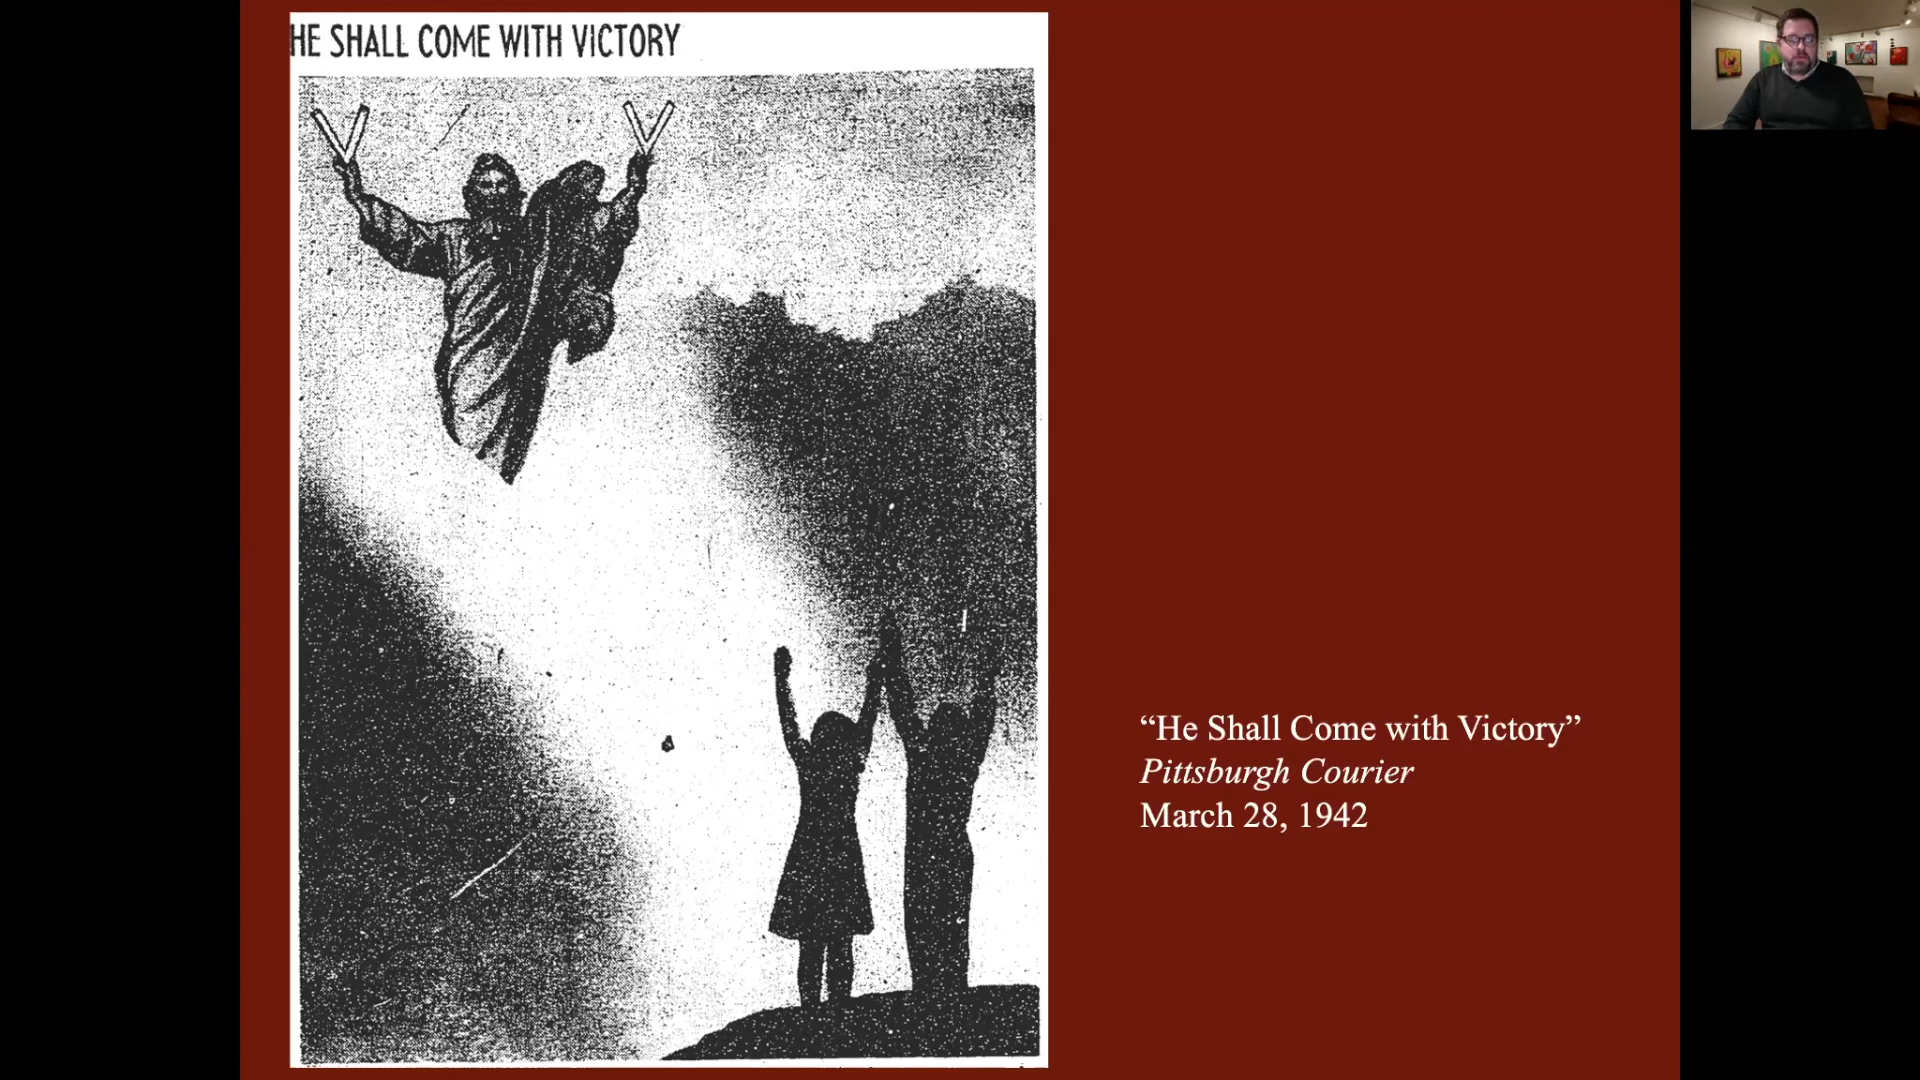 HE SHALL COME WITH VICTORY
“He Shall Come with Victory”
Pittsburgh Courier
March 28, 1942